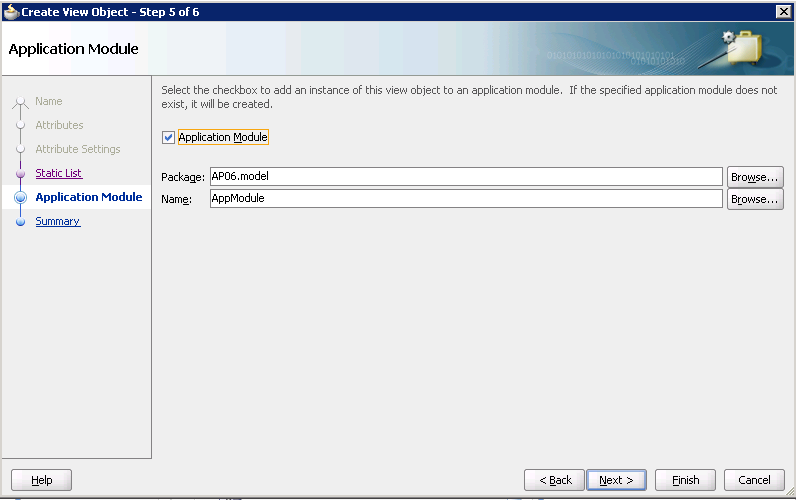 Create View Object - Step 5 of 6
Application Module
0101010101010101010101
01010101010
Name
Attributes
Attribute Settings
Static List
Application Module
Summary
Select the checkbox to add an instance of this view object to an application module. If the specified application module does not
exist, it will be created.
Application Module
Package: AP06.model Browse...
Name: AppModule Browse...
Help < Back Next > Finish Cancel